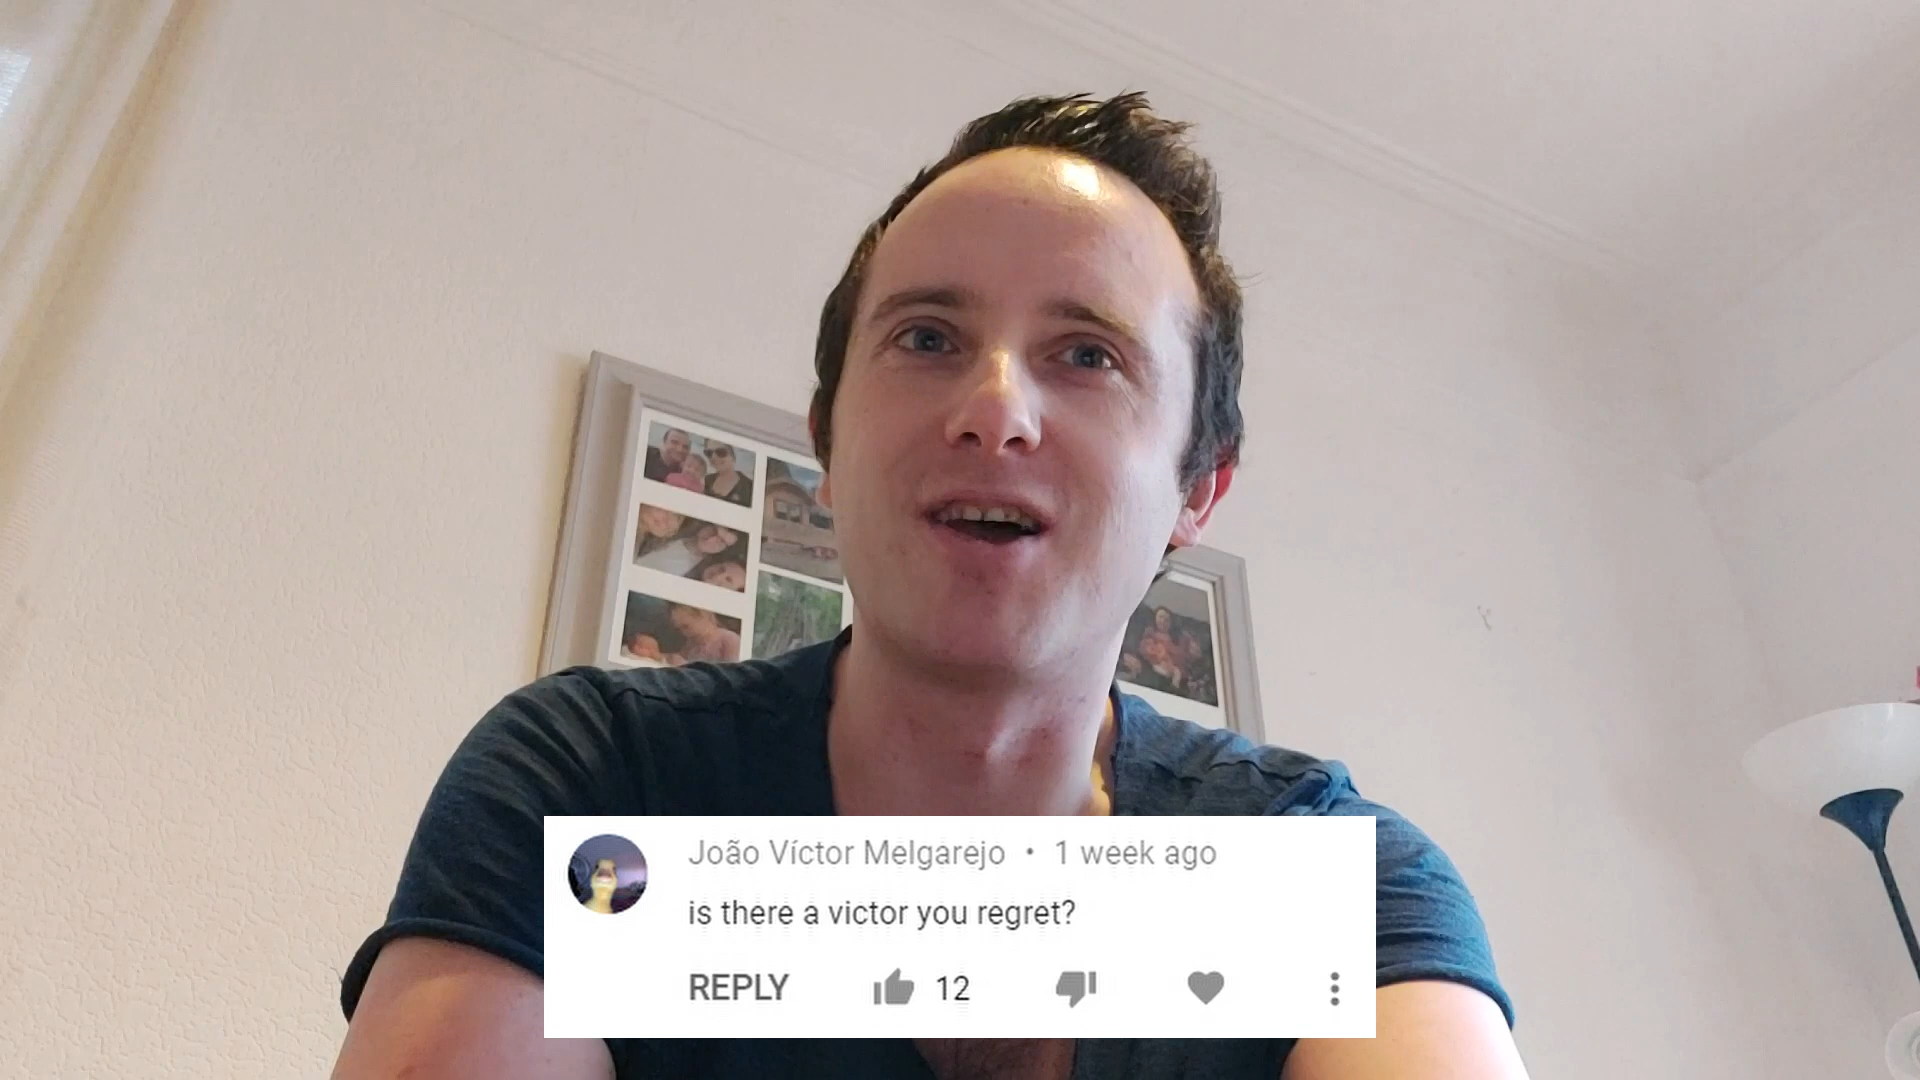 João Víctor Melgarejo • 1 week ago
is there a victor you regret?
REPLY 12